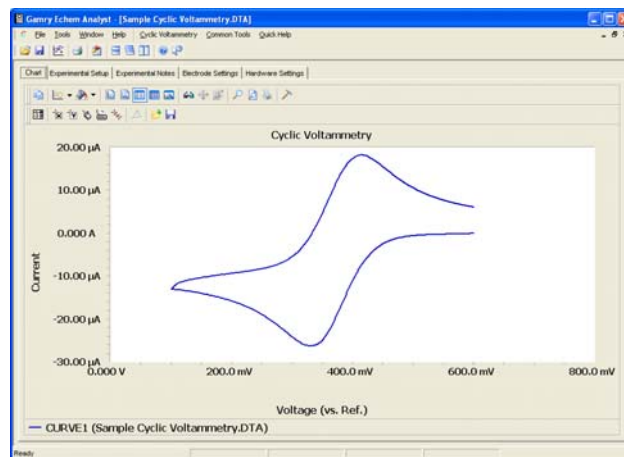 Gamry Echem Analyst - [Sample Cyclic Voltammetry.DTA]
File Tools Window Help Cyclic Voltammetry Common Tools Quick Help
Chart Experimental Setup Experimental Notes Electrode Settings Hardware Settings
Cyclic Voltammetry
20.00 µA
10.00 µA
0.000 A
-10.00 µA
-20.00 µA
-30.00 µA
Current
0.000 V 200.0 mV 400.0 mV 600.0 mV 800.0 mV
Voltage (vs. Ref.)
CURVE1 (Sample Cyclic Voltammetry.DTA)
Ready